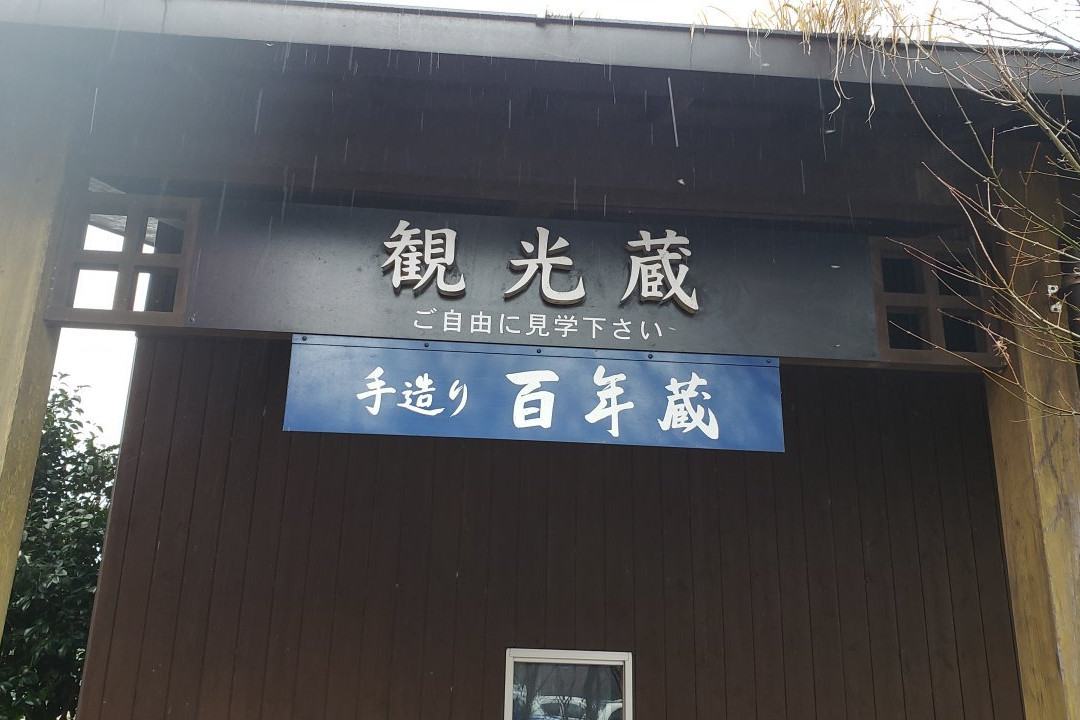 観光蔵
ご自由に見学下さい
手造り 百年蔵